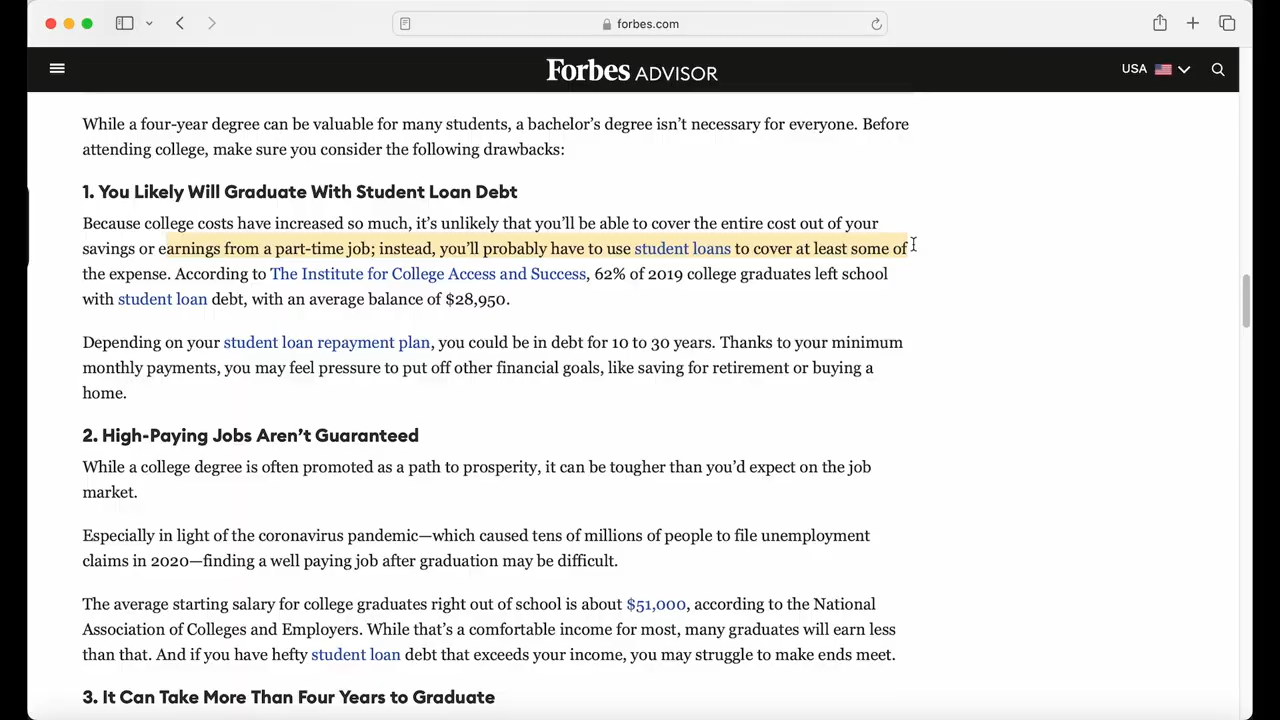 forbes.com
Forbes ADVISOR
USA
While a four-year degree can be valuable for many students, a bachelor’s degree isn’t necessary for everyone. Before
attending college, make sure you consider the following drawbacks:
1. You Likely Will Graduate With Student Loan Debt
Because college costs have increased so much, it’s unlikely that you’ll be able to cover the entire cost out of your
savings or earnings from a part-time job; instead, you’ll probably have to use student loans to cover at least some of
the expense. According to The Institute for College Access and Success, 62% of 2019 college graduates left school
with student loan debt, with an average balance of $28,950.
Depending on your student loan repayment plan, you could be in debt for 10 to 30 years. Thanks to your minimum
monthly payments, you may feel pressure to put off other financial goals, like saving for retirement or buying a
home.
2. High-Paying Jobs Aren’t Guaranteed
While a college degree is often promoted as a path to prosperity, it can be tougher than you’d expect on the job
market.
Especially in light of the coronavirus pandemic—which caused tens of millions of people to file unemployment
claims in 2020—finding a well paying job after graduation may be difficult.
The average starting salary for college graduates right out of school is about $51,000, according to the National
Association of Colleges and Employers. While that’s a comfortable income for most, many graduates will earn less
than that. And if you have hefty student loan debt that exceeds your income, you may struggle to make ends meet.
3. It Can Take More Than Four Years to Graduate